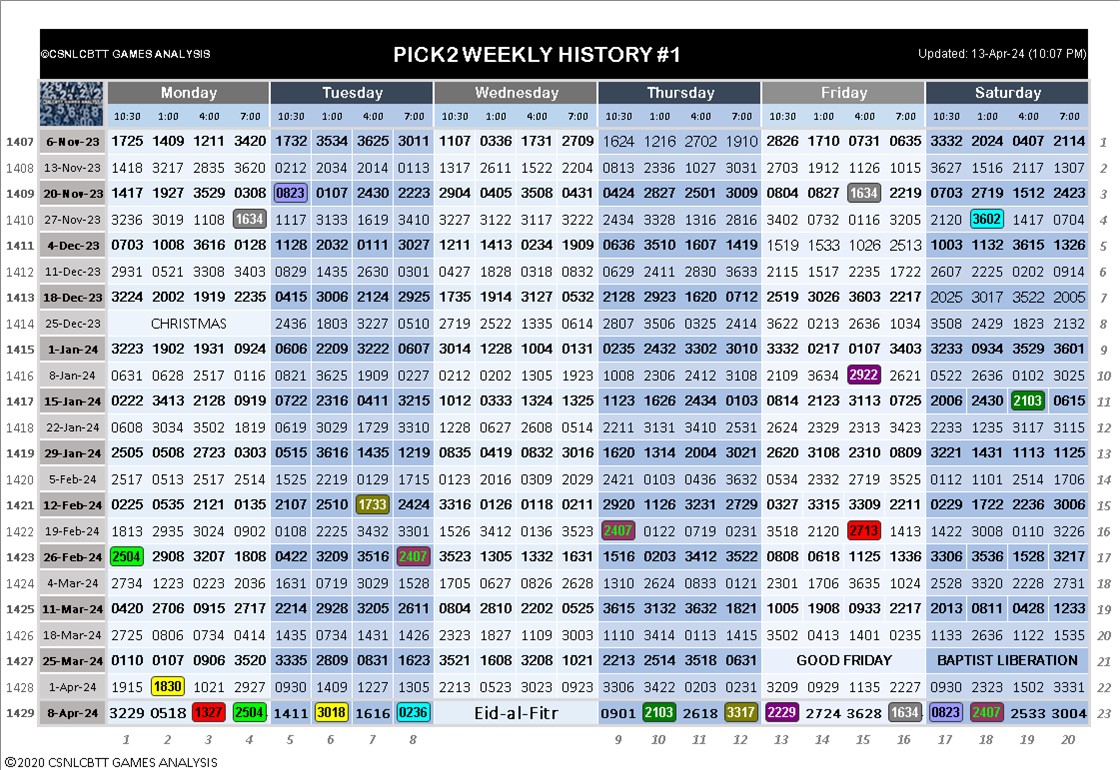 ©CSNLCBTT GAMES ANALYSIS PICK2 WEEKLY HISTORY #1 Updated: 13-Apr-24 (10:07 PM)
Monday Tuesday Wednesday Thursday Friday Saturday
10:30 1:00 4:00 7:00 10:30 1:00 4:00 7:00 10:30 1:00 4:00 7:00 10:30 1:00 4:00 7:00 10:30 1:00 4:00 7:00 10:30 1:00 4:00 7:00
1407 6-Nov-23 1725 1409 1211 3420 1732 3534 3625 3011 1107 0336 1731 2709 1624 1216 2702 1910 2826 1710 0731 0635 3332 2024 0407 2114 1
1408 13-Nov-23 1418 3217 2835 3620 0212 2034 2014 0113 1317 2611 1522 2204 0813 2336 1027 3031 2703 1912 1126 1015 3627 1516 2117 1307 2
1409 20-Nov-23 1417 1927 3529 0308 0823 0107 2430 2223 2904 0405 3508 0431 0424 2827 2501 3009 0804 0827 1634 2219 0703 2719 1512 2423 3
1410 27-Nov-23 3236 3019 1108 1634 1117 3133 1619 3410 3227 3122 3117 3222 2434 3328 1316 2816 3402 0732 0116 3205 2120 3602 1417 0704 4
1411 4-Dec-23 0703 1008 3616 0128 1128 2032 0111 3027 1211 1413 0234 1909 0636 3510 1607 1419 1519 1533 1026 2513 1003 1132 3615 1326 5
1412 11-Dec-23 2931 0521 3308 3403 0829 1435 2630 0301 0427 1828 0318 0832 0629 2411 2830 3633 2115 1517 2235 1722 2607 2225 0202 0914 6
1413 18-Dec-23 3224 2002 1919 2235 0415 3006 2124 2925 1735 1914 3127 0532 2128 2923 1620 0712 2519 3026 3603 2217 2025 3017 3522 2005 7
1414 25-Dec-23 CHRISTMAS 2436 1803 3227 0510 2719 2522 1335 0614 2807 3506 0325 2414 3622 0213 2636 1034 3508 2429 1823 2132 8
1415 1-Jan-24 3223 1902 1931 0924 0606 2209 3222 0607 3014 1228 1004 0131 0235 2432 3302 3010 3332 0217 0107 3403 3233 0934 3529 3601 9
1416 8-Jan-24 0631 0628 2517 0116 0821 3625 1909 0227 0212 0202 1305 1923 1008 2306 2412 3108 2109 3634 2922 2621 0522 2636 0102 3025 10
1417 15-Jan-24 0222 3413 2128 0919 0722 2316 0411 3215 1012 0333 1324 1325 1123 1626 2434 0103 0814 2123 3113 0725 2006 2430 2103 0615 11
1418 22-Jan-24 0608 3034 3502 1819 0619 3029 1729 3310 1228 0627 2608 0514 2211 3131 3410 2531 2624 2329 2313 3423 1233 1235 3117 3115 12
1419 29-Jan-24 2505 0508 2723 0303 0515 3616 1435 1219 0835 0419 0832 3016 1620 1314 2004 3021 2620 3108 2310 0809 3221 1431 1113 1125 13
1420 5-Feb-24 2517 0513 2517 2514 1525 2219 0129 1715 0123 2016 0309 2029 2421 0103 0436 3632 0534 2332 2719 3525 0112 1101 2514 1706 14
1421 12-Feb-24 0225 0535 2121 0135 2107 2510 1733 2424 3316 0126 0118 0211 2920 1126 3231 2729 0327 3315 3309 2211 0229 1722 2236 3006 15
1422 19-Feb-24 1813 2935 3024 0902 0108 2225 3432 3301 1526 3412 0136 3523 2407 0122 0719 0231 3518 2120 2713 1413 1422 3008 0110 3226 16
1423 26-Feb-24 2504 2908 3207 1808 0422 3209 3516 2407 3523 1305 1332 1631 1516 0203 3412 3522 0808 0618 1125 1336 3306 3536 1528 3217 17
1424 4-Mar-24 2734 1223 0223 2036 1631 0719 3029 1528 1705 0627 0826 2628 1310 2624 0833 0121 2301 1706 3635 1024 2528 3320 2228 2731 18
1425 11-Mar-24 0420 2706 0915 2717 2214 2928 3205 2611 0804 2810 2202 0525 3615 3132 3632 1821 1005 1908 0933 2217 2013 0811 0428 1233 19
1426 18-Mar-24 2725 0806 0734 0414 1435 0734 1431 1426 2323 1827 1109 3003 1110 3414 0113 1415 3502 0413 1401 0235 1133 2636 1122 1535 20
1427 25-Mar-24 0110 0107 0906 3520 3335 2809 0831 1623 3521 1608 3208 1021 2213 2514 3518 0631 GOOD FRIDAY BAPTIST LIBERATION 21
1428 1-Apr-24 1915 1830 1021 2927 0930 1409 1227 1305 2213 0523 3023 0923 3306 3422 0203 0231 3209 0929 1135 2227 0930 2323 1502 3331 22
1429 8-Apr-24 3229 0518 1327 2504 1411 3018 1616 0236 Eid-al-Fitr 0901 2103 2618 3317 2229 2724 3628 1634 0823 2407 2533 3004 23
1 2 3 4 5 6 7 8 9 10 11 12 13 14 15 16 17 18 19 20
©2020 CSNLCBTT GAMES ANALYSIS